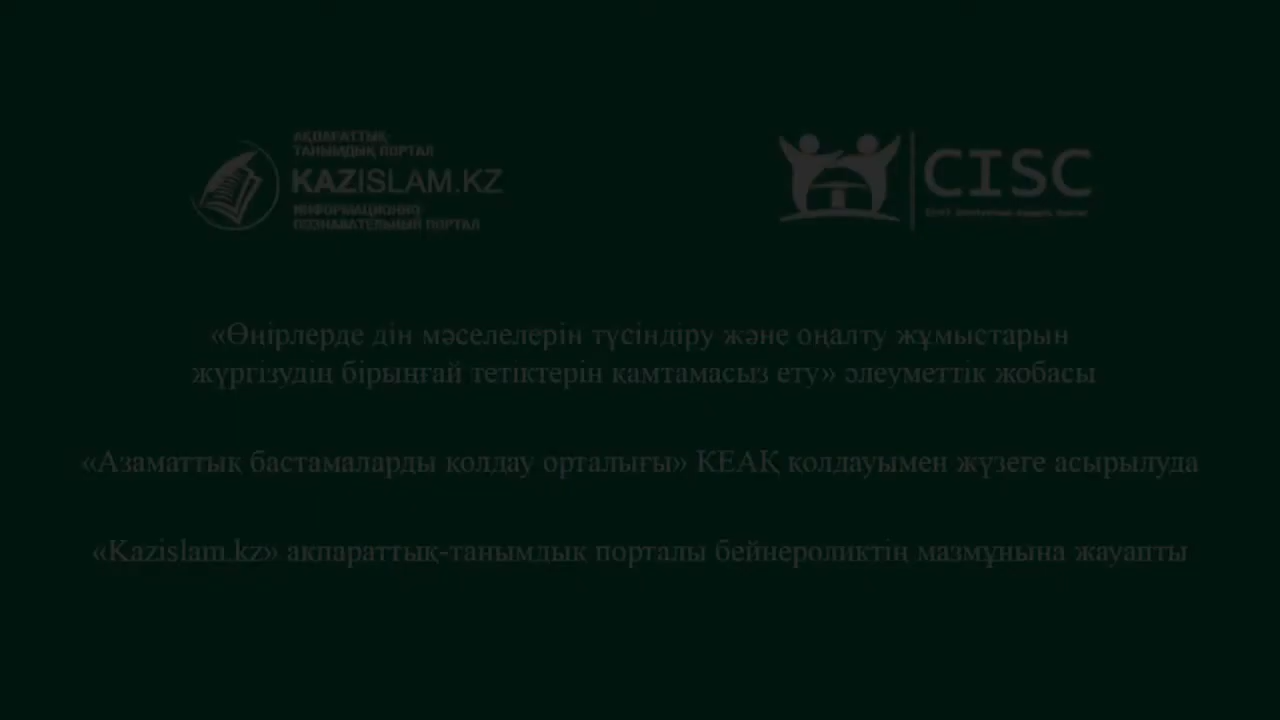 АҚПАРАТТЫҚ
ТАНЫМДЫҚ ПОРТАЛ
KAZISLAM.KZ
ИНФОРМАЦИОННО
ПОЗНАВАТЕЛЬНЫЙ ПОРТАЛ
CISC
«Өңірлерде дін мәселелерін түсіндіру және оңалту жұмыстарын
жүргізудің бірыңғай тетіктерін қамтамасыз ету» әлеуметтік жобасы
«Азаматтық бастамаларды қолдау орталығы» КЕАҚ қолдауымен жүзеге асырылуда
«Kazislam.kz» ақпараттық-танымдық порталы бейнероликтің мазмұнына жауапты